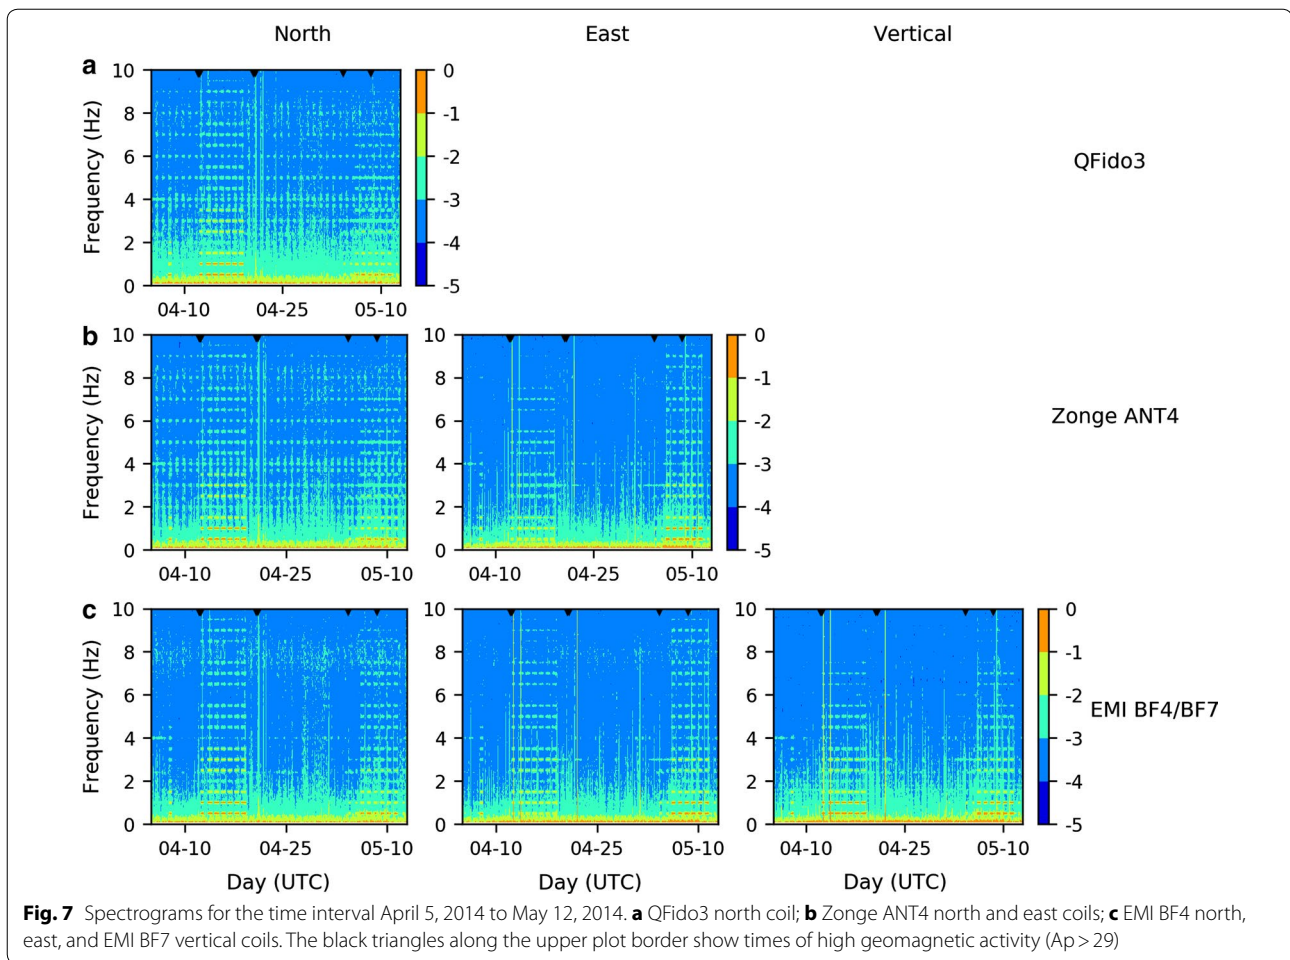 North East Vertical
a
10 0
8 -1
6 -2
4 -3
2 -4
0 -5
Frequency (Hz)
04-10 04-25 05-10
QFido3
b
10 10 0
8 8 -1
6 6 -2
4 4 -3
2 2 -4
0 0 -5
Frequency (Hz)
04-10 04-25 05-10 04-10 04-25 05-10
Zonge ANT4
c
10 10 10 0
8 8 8 -1
6 6 6 -2
4 4 4 -3
2 2 2 -4
0 0 0 -5
Frequency (Hz)
04-10 04-25 05-10 04-10 04-25 05-10 04-10 04-25 05-10
EMI BF4/BF7
Day (UTC) Day (UTC) Day (UTC)
Fig. 7 Spectrograms for the time interval April 5, 2014 to May 12, 2014. a QFido3 north coil; b Zonge ANT4 north and east coils; c EMI BF4 north,
east, and EMI BF7 vertical coils. The black triangles along the upper plot border show times of high geomagnetic activity (Ap > 29)